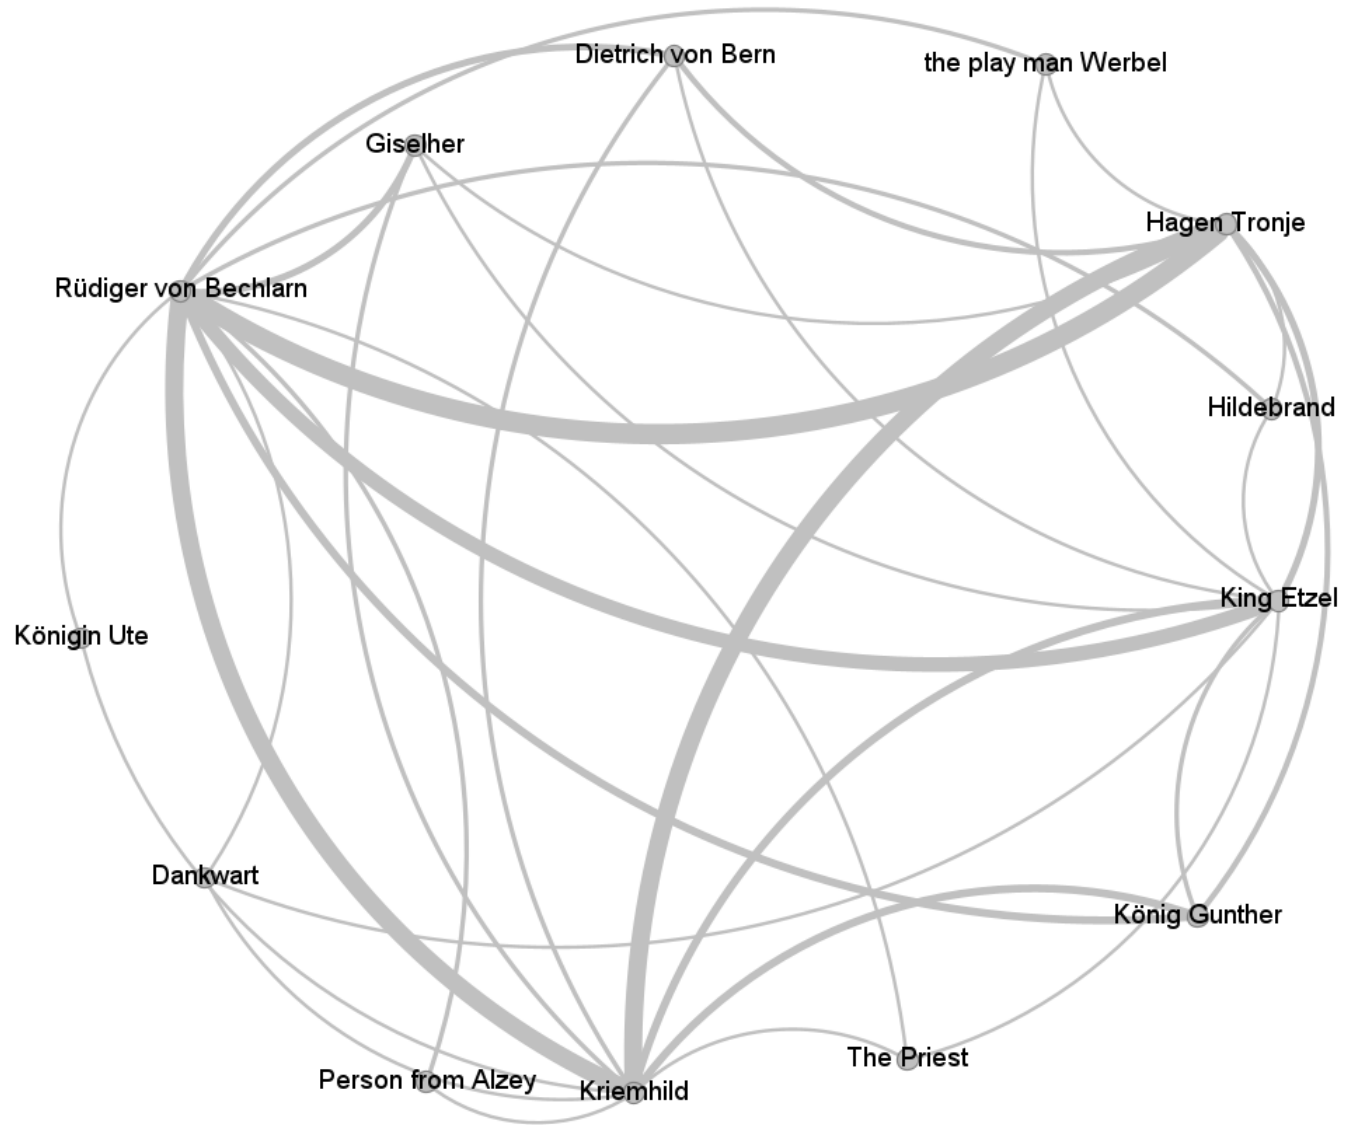 Dietrich von Bern
the play man Werbel
Giselher
Hagen Tronje
Rüdiger von Bechlarn
Hildebrand
King Etzel
Königin Ute
Dankwart
König Gunther
The Priest
Person from Alzey
Kriemhild